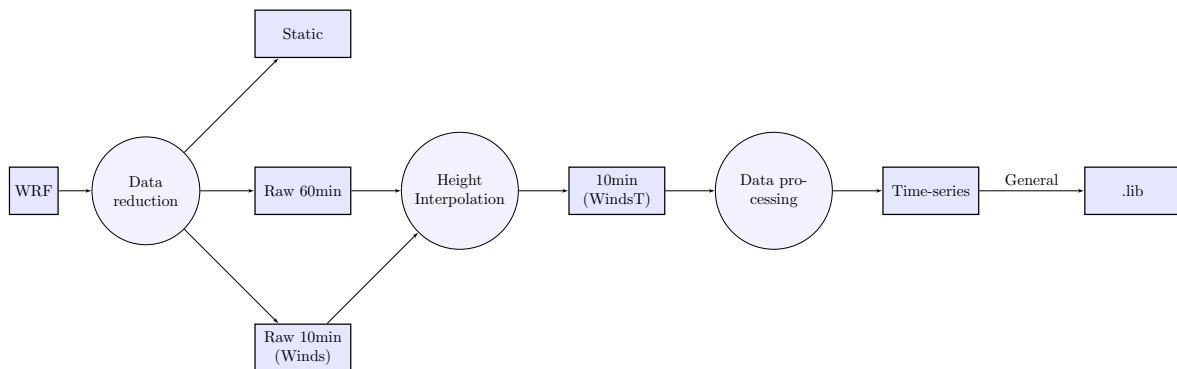 Static
WRF
Data
reduction
Raw 60min
Height
Interpolation
10min
(WindsT)
Data pro-
cessing
Time-series
General
.lib
Raw 10min
(Winds)